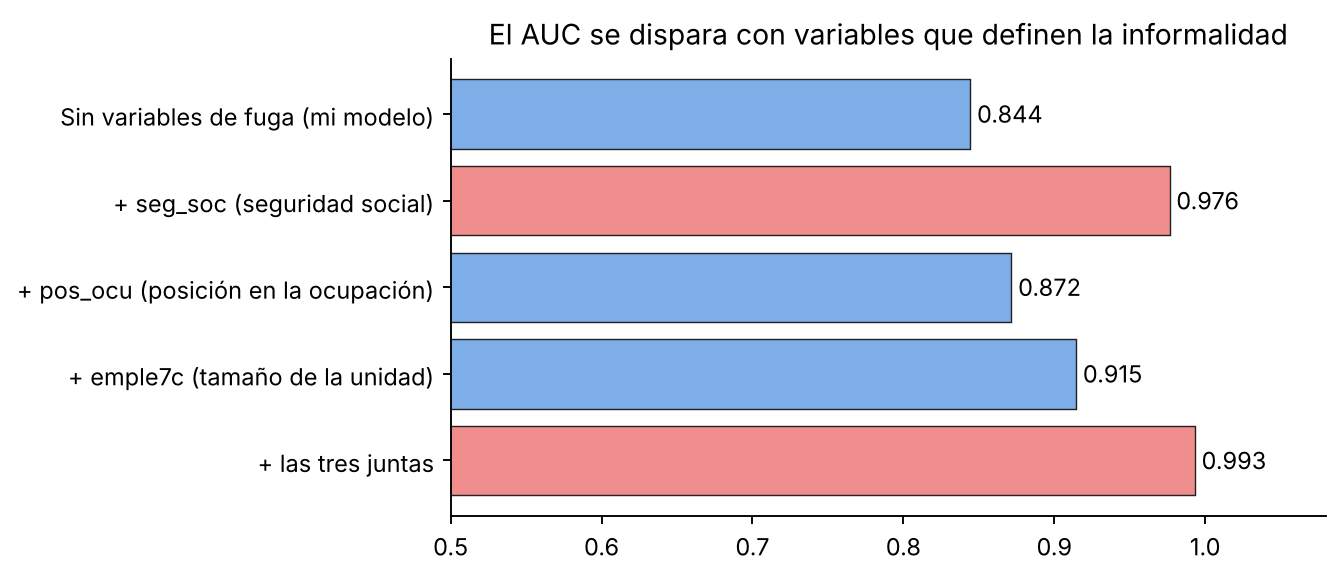 El AUC se dispara con variables que definen la informalidad
Sin variables de fuga (mi modelo)
0.844
+ seg_soc (seguridad social)
0.976
+ pos_ocu (posición en la ocupación)
0.872
+ emple7c (tamaño de la unidad)
0.915
+ las tres juntas
0.993
0.5 0.6 0.7 0.8 0.9 1.0